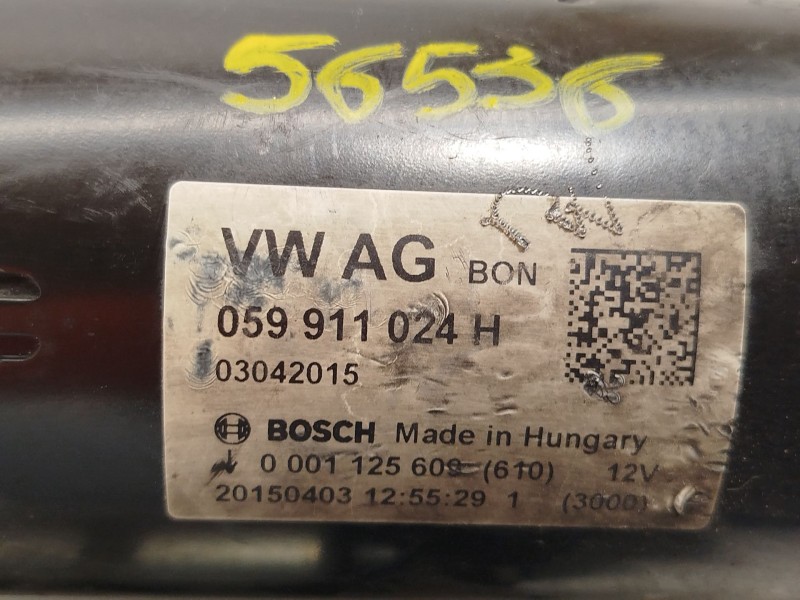 56536
VW AG BON
059 911 024 H
03042015
BOSCH Made in Hungary
0 001 125 609 (610) 12V
20150403 12:55:29 1 (3000)